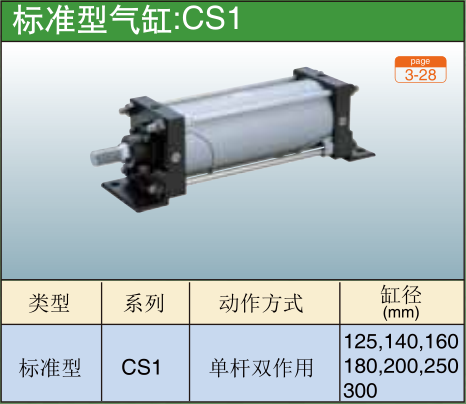 标准型气缸:CS1
page
3-28
类型 系列 动作方式 缸径
(mm)
标准型 CS1 单杆双作用 125,140,160
180,200,250
300